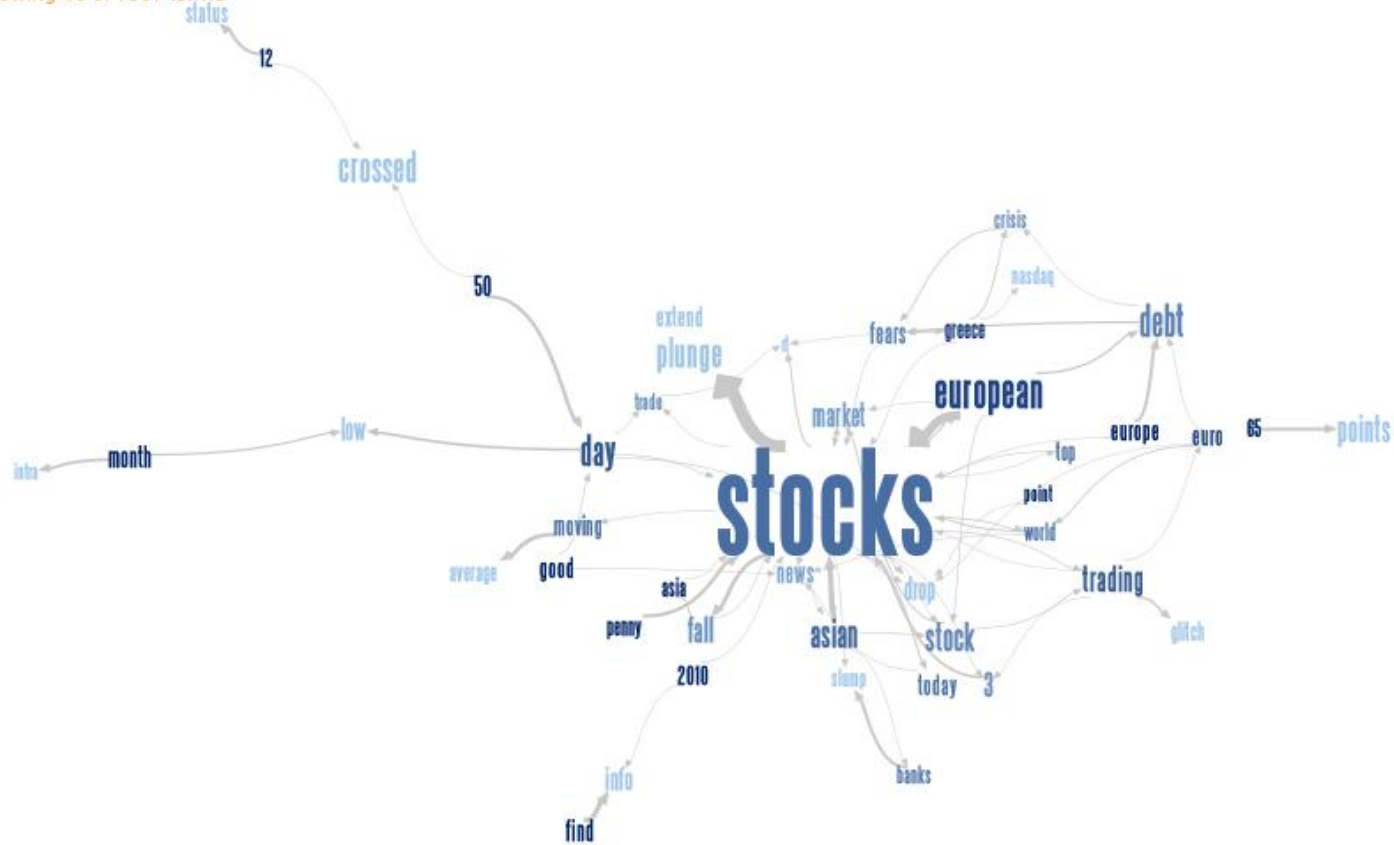 status
12
crossed
crisis
nasdaq
50
extend
debt
fears
greece
plunge
d
european
trade
market
low
day
europe
euro
65
points
month
intra
top
stocks
point
moving
world
average
good
news
asia
drop
trading
penny
fall
asian
stock
glitch
2010
slump
today
3
info
banks
find